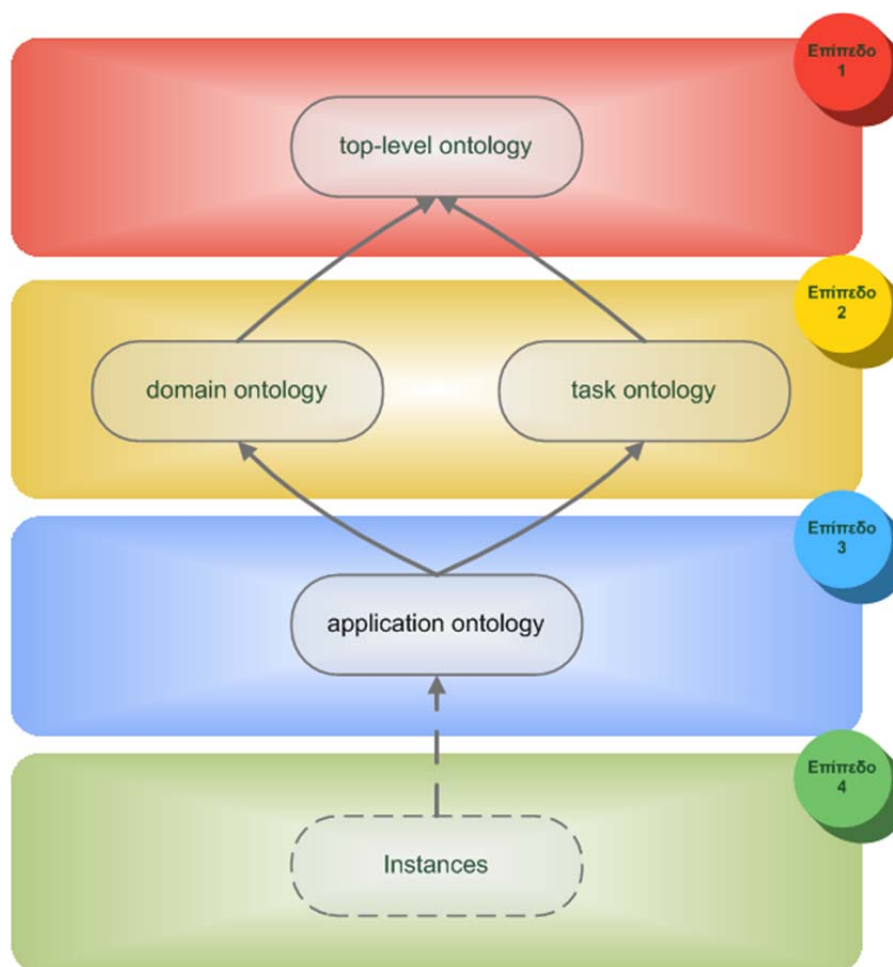 Επίπεδο
1
top-level ontology
Επίπεδο
2
domain ontology
task ontology
Επίπεδο
3
application ontology
Επίπεδο
4
Instances